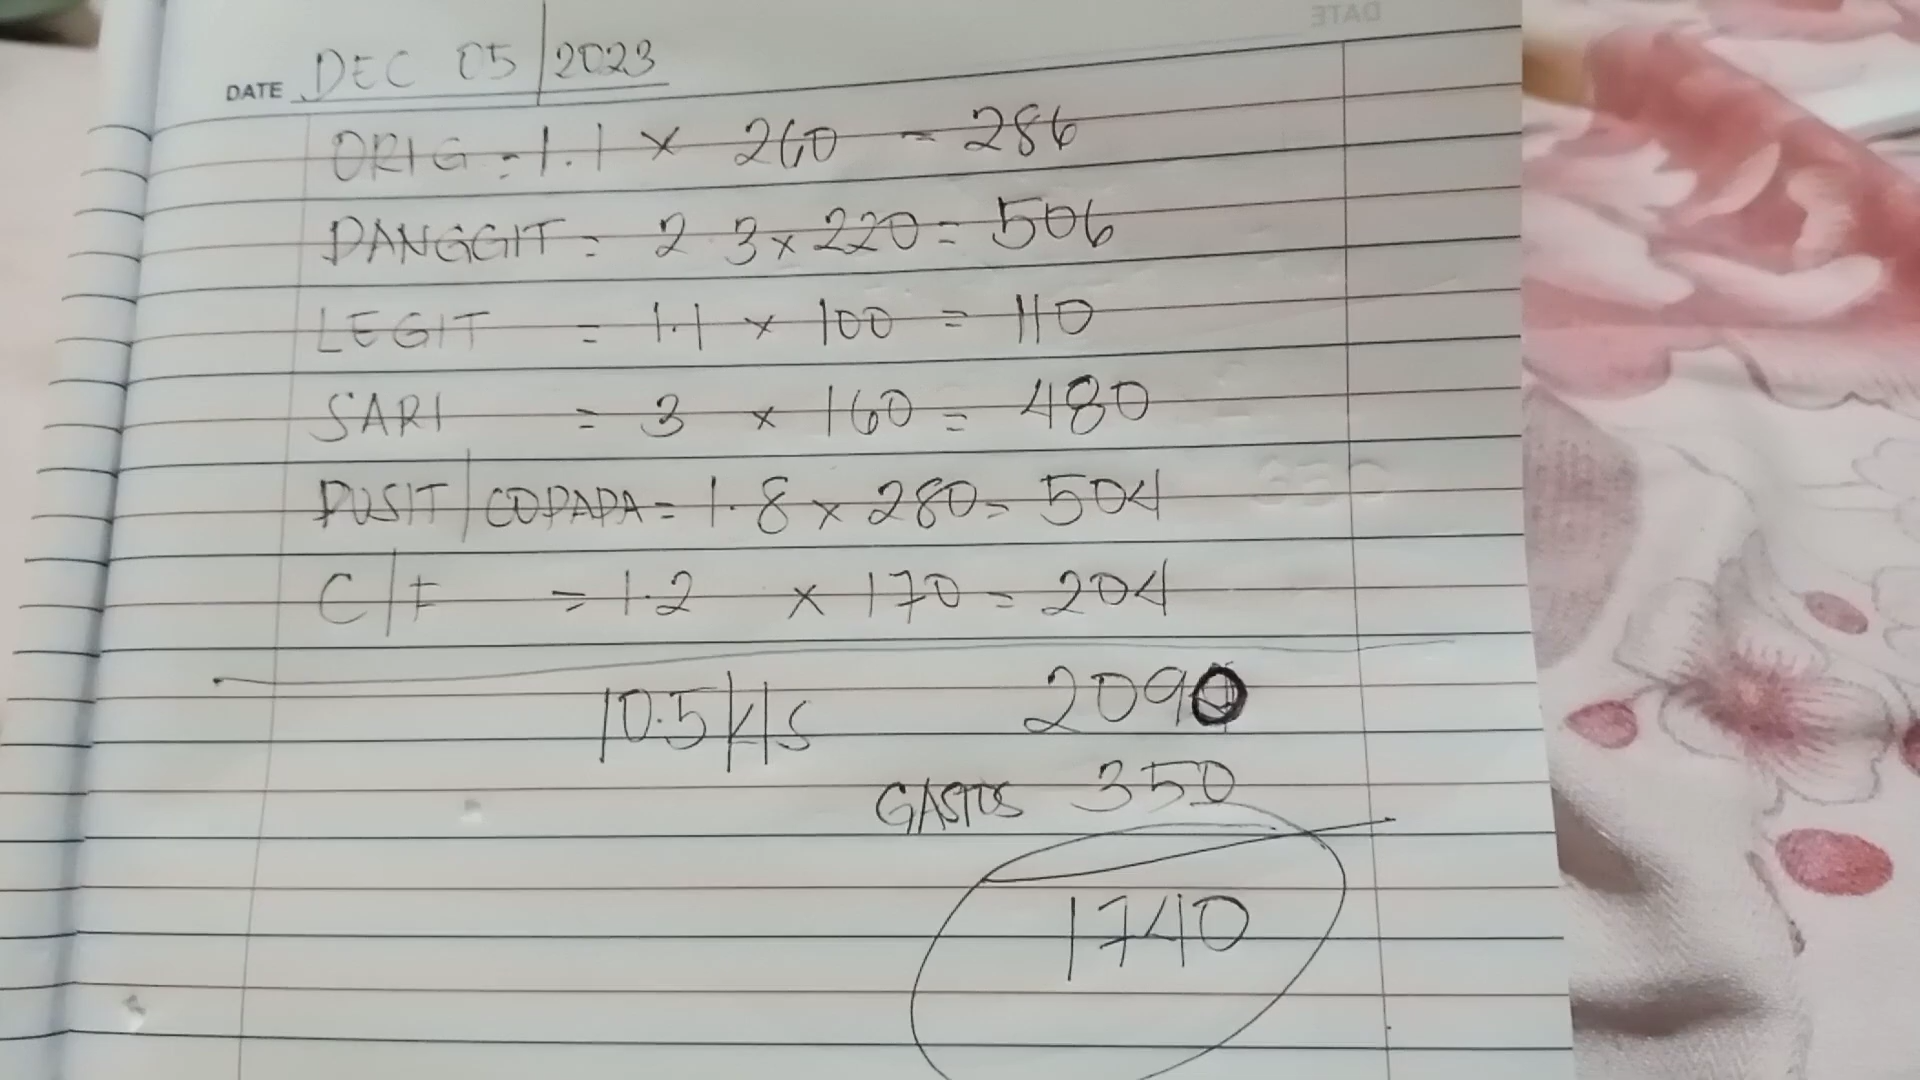 DATE
DATE DEC 05/2023
ORIG = 1.1 x 260 = 286
DANGGIT = 2.3 x 220 = 506
LEGIT = 1.1 x 100 = 110
SARI = 3 x 160 = 480
PUSIT/COPAPA = 1.8 x 280 = 504
C/F = 1.2 x 170 = 204
10.5 kls 2090
GASTOS 350
1740